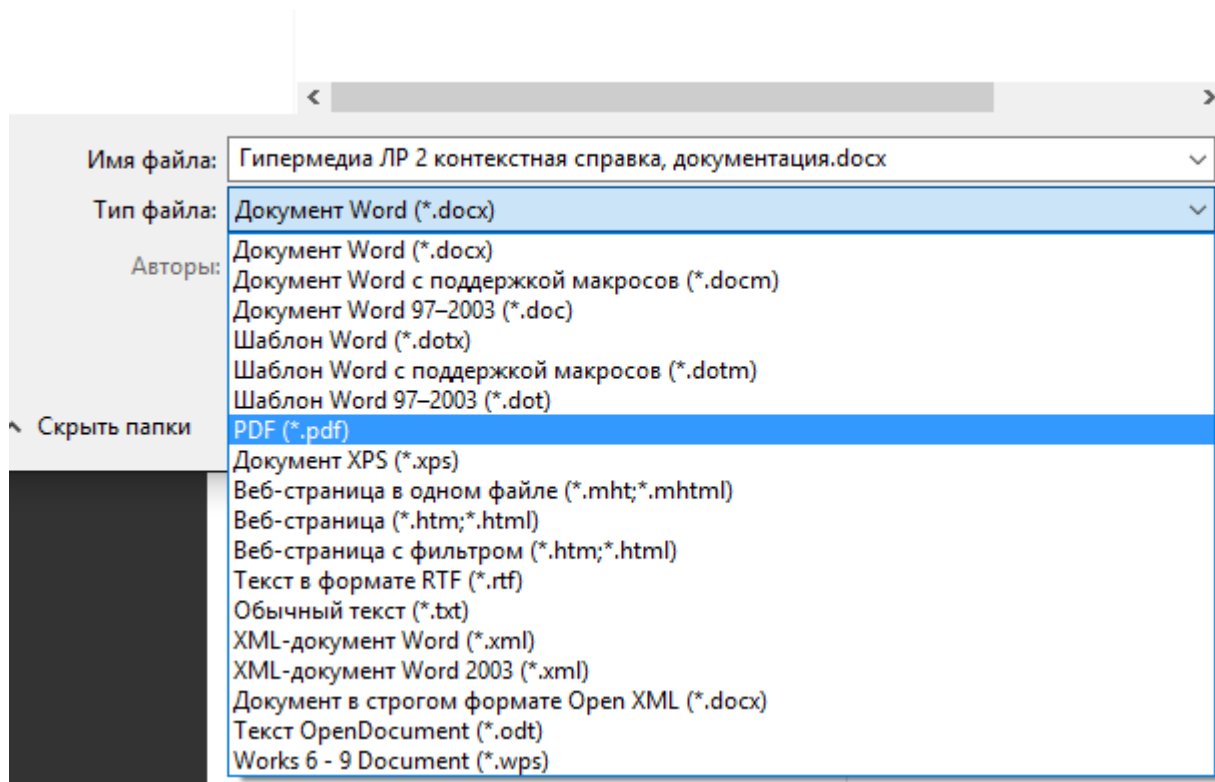 Имя файла: Гипермедиа ЛР 2 контекстная справка, документация.docx
Тип файла: Документ Word (*.docx)
Авторы:
Документ Word (*.docx)
Документ Word с поддержкой макросов (*.docm)
Документ Word 97–2003 (*.doc)
Шаблон Word (*.dotx)
Шаблон Word с поддержкой макросов (*.dotm)
Шаблон Word 97–2003 (*.dot)
Скрыть папки
PDF (*.pdf)
Документ XPS (*.xps)
Веб-страница в одном файле (*.mht;*.mhtml)
Веб-страница (*.htm;*.html)
Веб-страница с фильтром (*.htm;*.html)
Текст в формате RTF (*.rtf)
Обычный текст (*.txt)
XML-документ Word (*.xml)
XML-документ Word 2003 (*.xml)
Документ в строгом формате Open XML (*.docx)
Текст OpenDocument (*.odt)
Works 6 - 9 Document (*.wps)